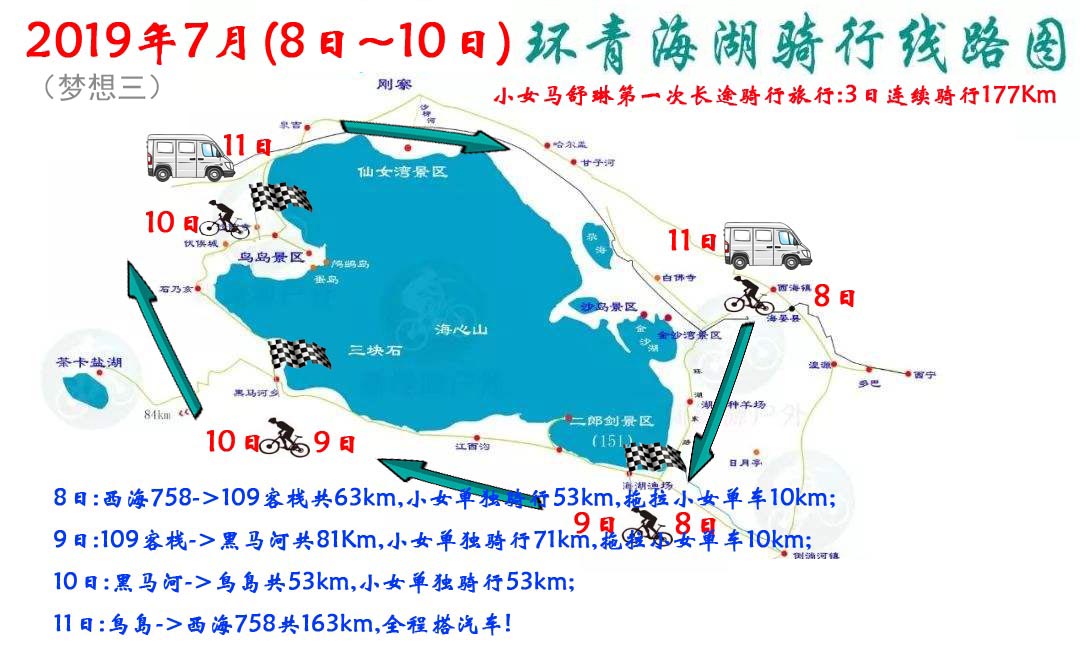 2019年7月(8日~10日) 环青海湖骑行线路图
(梦想三)
小女马舒琳第一次长途骑行旅行:3日连续骑行177Km
刚察
沙柳河
泉吉
哈尔盖
甘子河
11日
仙女湾景区
10日
伏俟城
鸟岛景区
鸬鹚岛
蛋岛
石乃亥
尕海
11日
白佛寺
西海镇
8日
海晏县
沙岛景区
金沙湾景区
金沙湖
海心山
三块石
茶卡盐湖
84km
黑马河乡
湟源
多巴
西宁
环湖东路
湖东种羊场
二郎剑景区
(151)
10日
9日
江西沟
日月亭
海湖渔场
8日:西海758->109客栈共63km,小女单独骑行53km,拖拉小女单车10km;
9日
8日
9日:109客栈->黑马河共81Km,小女单独骑行71km,拖拉小女单车10km;
倒淌河镇
10日:黑马河->鸟岛共53km,小女单独骑行53km;
11日:鸟岛->西海758共163km,全程搭汽车!